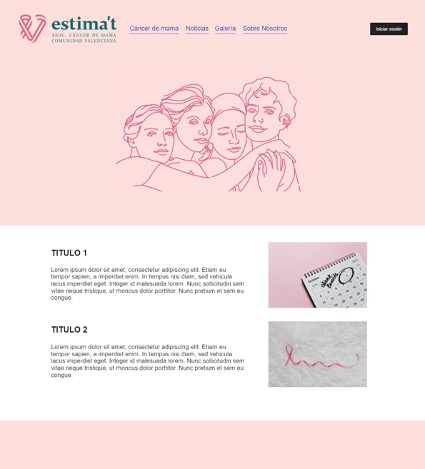 estima't
ASOC. CÁNCER DE MAMA
COMUNIDAD VALENCIANA
Cáncer de mama Noticias Galería Sobre Nosotros
Iniciar sesión
TITULO 1
Lorem ipsum dolor sit amet, consectetur adipiscing elit. Etiam eu
tempor sapien, a imperdiet enim. In tempus nisi diam, sed vehicula
lacus imperdiet eget. Integer id malesuada lorem. Nunc sollicitudin sem
vitae neque tristique, ut rhoncus dolor porttitor. Nunc pretium et sem eu
congue.
TITULO 2
Lorem ipsum dolor sit amet, consectetur adipiscing elit. Etiam eu
tempor sapien, a imperdiet enim. In tempus nisi diam, sed vehicula
lacus imperdiet eget. Integer id malesuada lorem. Nunc sollicitudin sem
vitae neque tristique, ut rhoncus dolor porttitor. Nunc pretium et sem eu
congue.